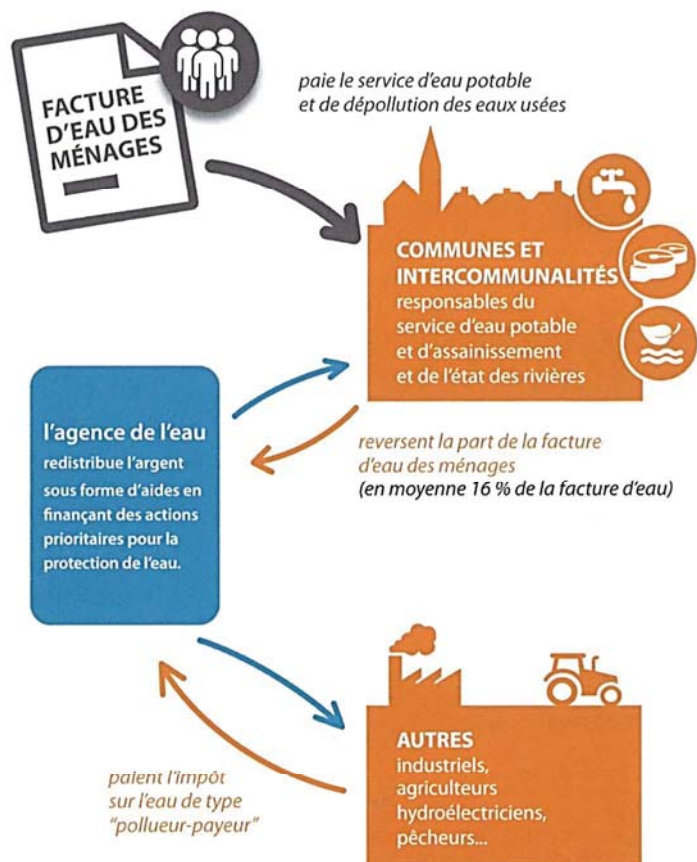 FACTURE
D'EAU DES
MÉNAGES
paie le service d'eau potable
et de dépollution des eaux usées
COMMUNES ET
INTERCOMMUNALITÉS
responsables du
service d'eau potable
et d'assainissement
et de l'état des rivières
l'agence de l'eau
redistribue l'argent
sous forme d'aides en
finançant des actions
prioritaires pour la
protection de l'eau.
reversent la part de la facture
d'eau des ménages
(en moyenne 16 % de la facture d'eau)
AUTRES
industriels,
agriculteurs
hydroélectriciens,
pêcheurs...
paient l'impôt
sur l'eau de type
"pollueur-payeur"